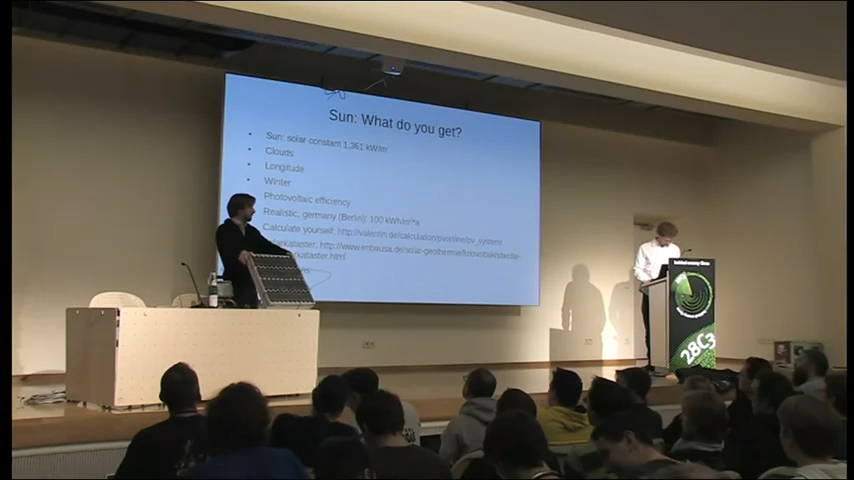 Sun: What do you get?
Sun: solar constant 1.361 kW/m²
Clouds
Longitude
Winter
Photovoltaic efficiency
Realistic, germany (Berlin): 100 kWh/m²*a
Calculate yourself: http://valentin.de/calculation/pvonline/pv_system/
http://www.enbausa.de/solar-geothermie/fotovoltaik/
28C3